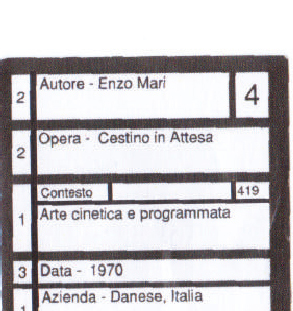 2 Autore - Enzo Mari 4
2 Opera - Cestino in Attesa
Contesto 419
1 Arte cinetica e programmata
3 Data - 1970
1 Azienda - Danese, Italia